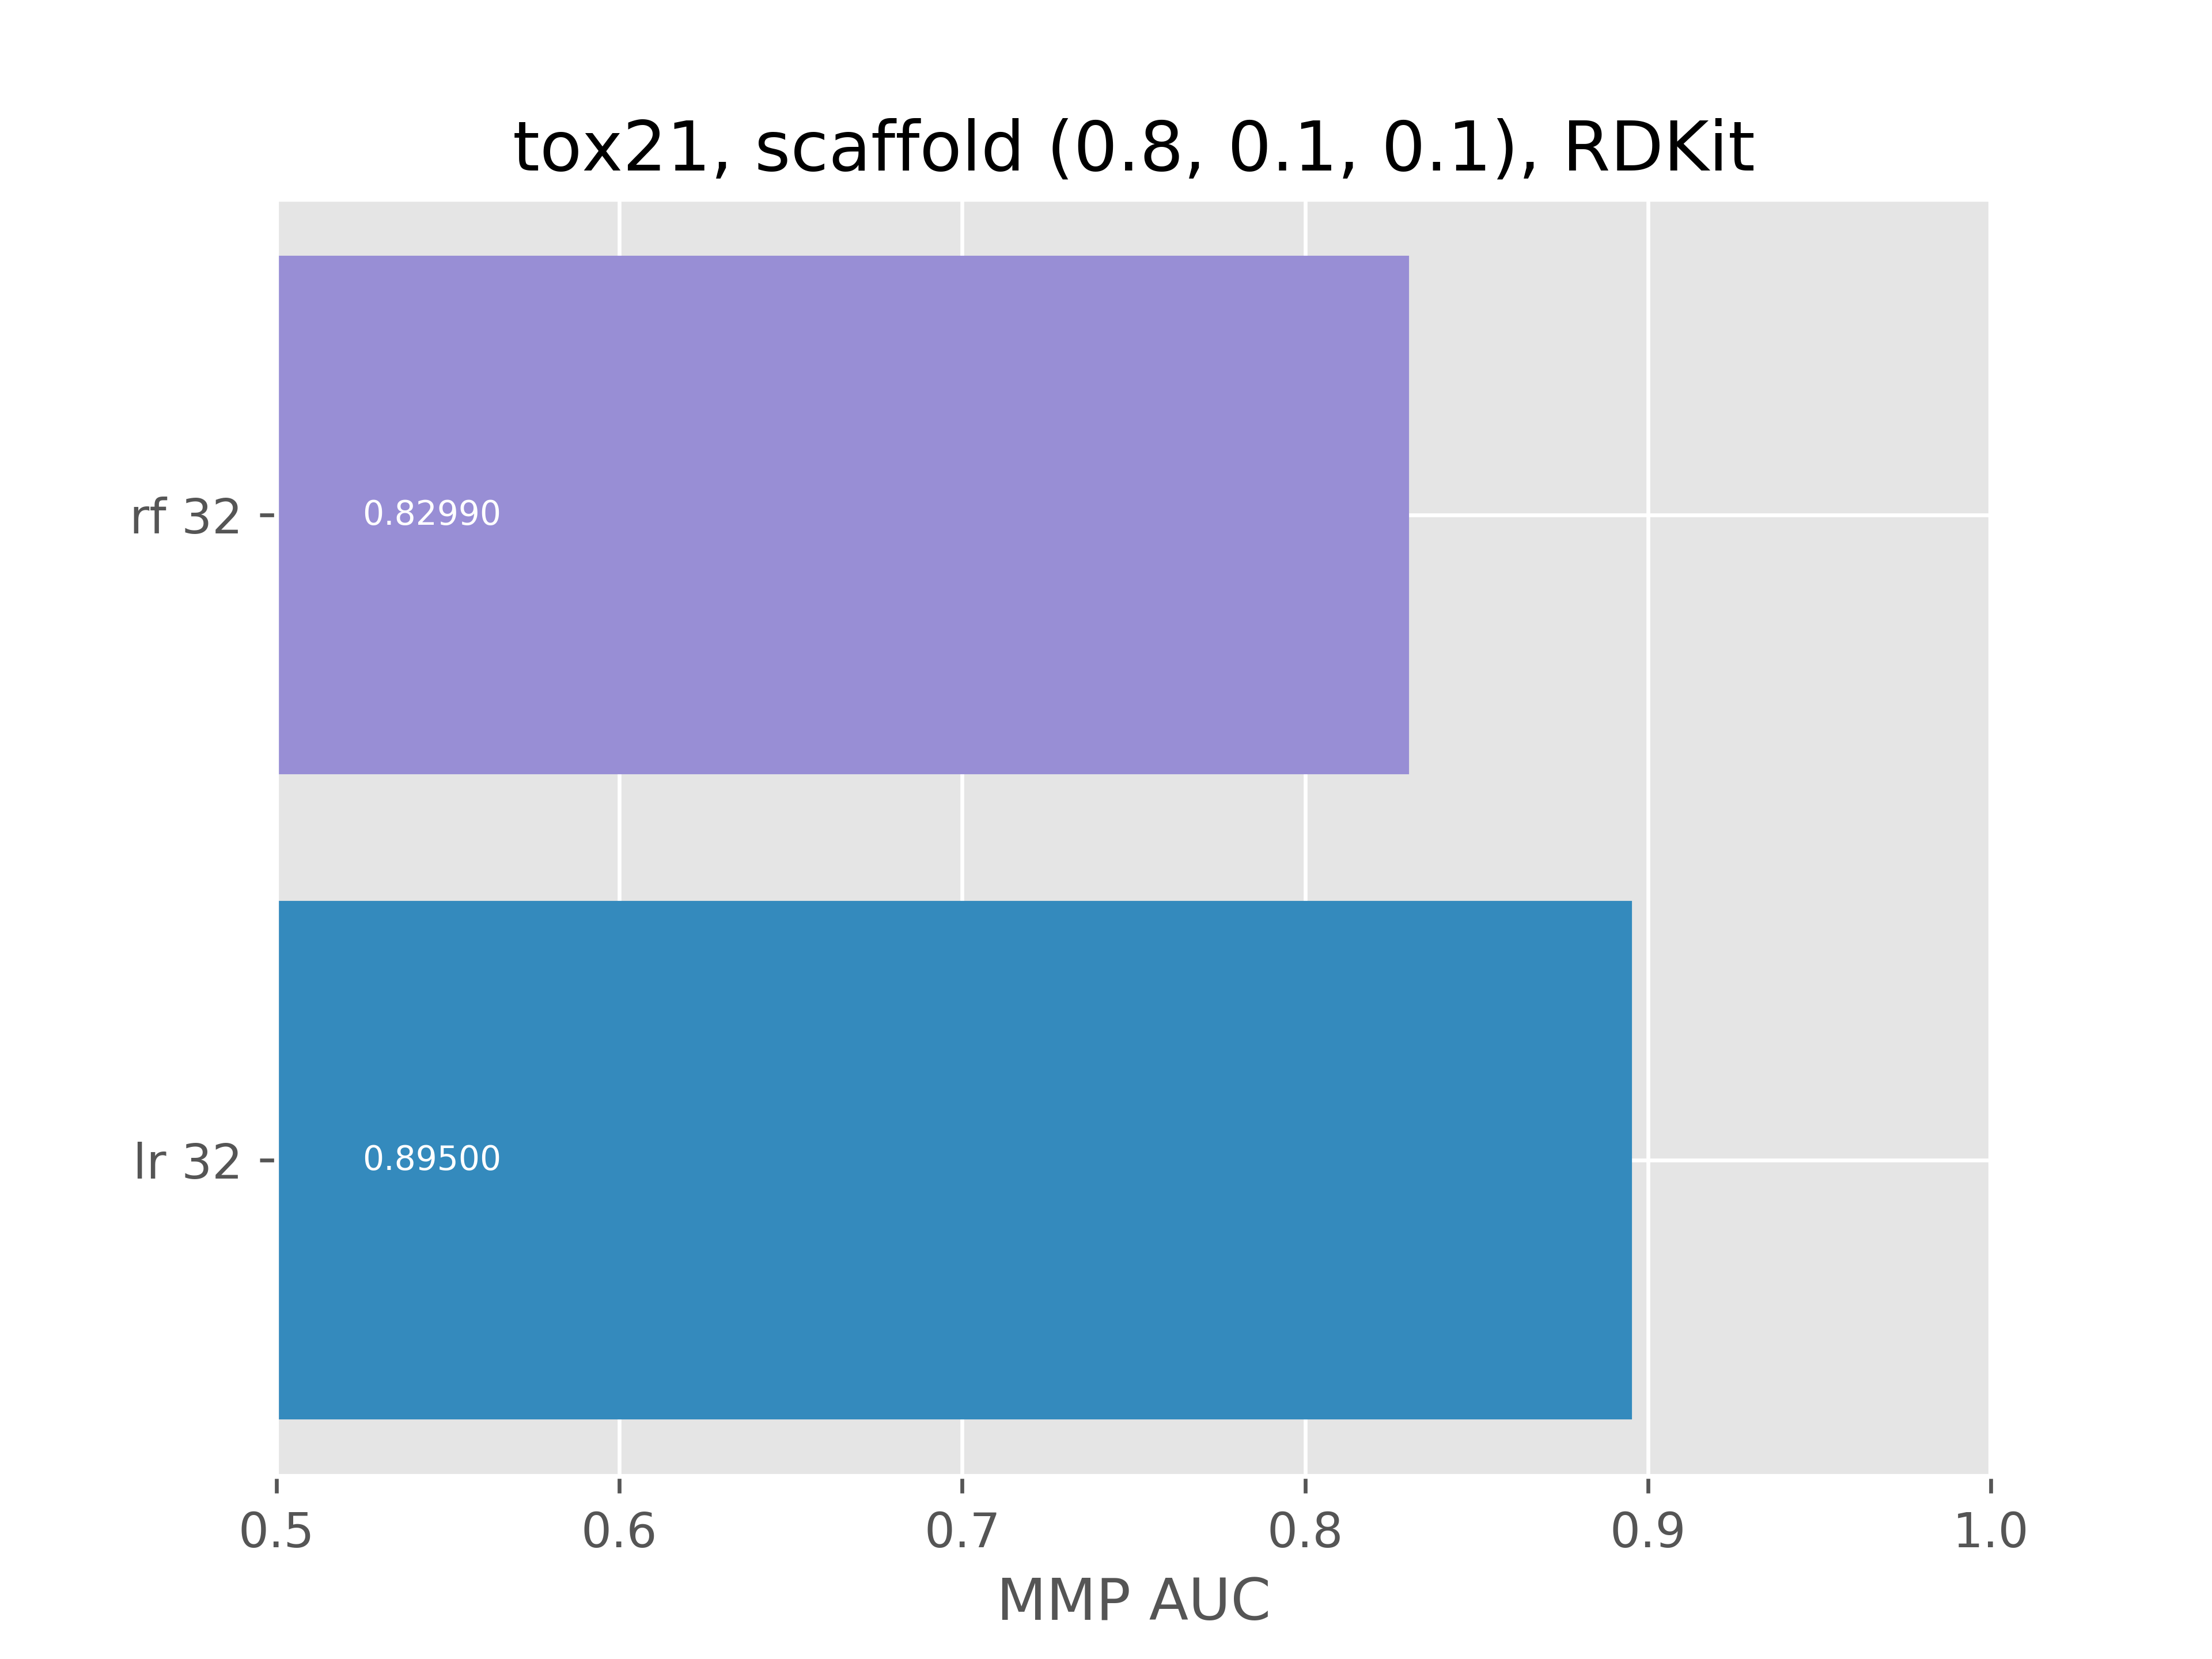 tox21, scaffold (0.8, 0.1, 0.1), RDKit
rf 32
0.82990
lr 32
0.89500
0.5 0.6 0.7 0.8 0.9 1.0
MMP AUC